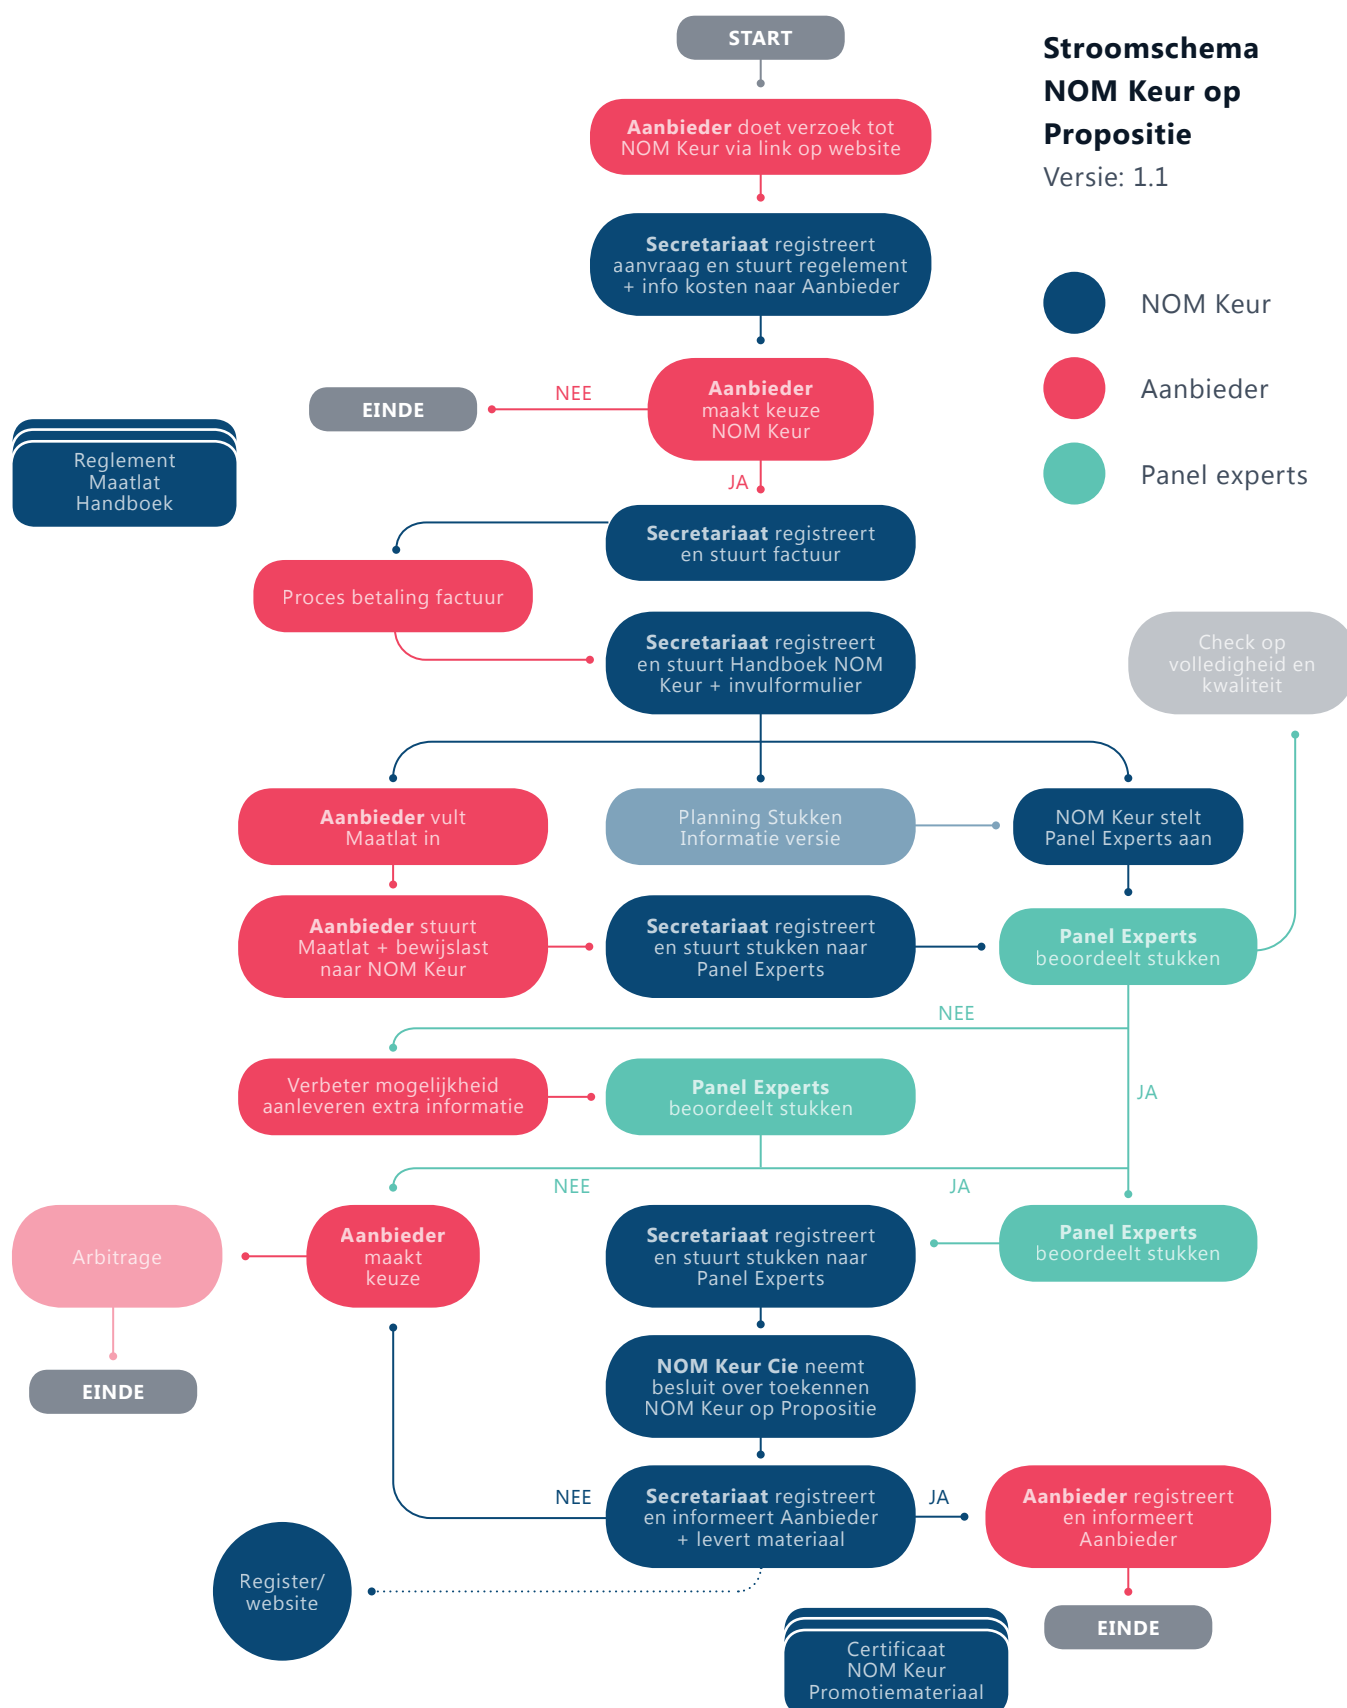 START
Stroomschema
NOM Keur op
Propositie
Versie: 1.1
Aanbieder doet verzoek tot
NOM Keur via link op website
Secretariaat registreert
aanvraag en stuurt regelement
+ info kosten naar Aanbieder
NOM Keur
Aanbieder
Panel experts
Aanbieder
maakt keuze
NOM Keur
NEE
EINDE
JA
Reglement
Maatlat
Handboek
Secretariaat registreert
en stuurt factuur
Proces betaling factuur
Secretariaat registreert
en stuurt Handboek NOM
Keur + invulformulier
Check op
volledigheid en
kwaliteit
Aanbieder vult
Maatlat in
Planning Stukken
Informatie versie
NOM Keur stelt
Panel Experts aan
Aanbieder stuurt
Maatlat + bewijslast
naar NOM Keur
Secretariaat registreert
en stuurt stukken naar
Panel Experts
Panel Experts
beoordeelt stukken
NEE
JA
Verbeter mogelijkheid
aanleveren extra informatie
Panel Experts
beoordeelt stukken
NEE
JA
Arbitrage
Aanbieder
maakt
keuze
Secretariaat registreert
en stuurt stukken naar
Panel Experts
Panel Experts
beoordeelt stukken
EINDE
NOM Keur Cie neemt
besluit over toekennen
NOM Keur op Propositie
NEE
Secretariaat registreert
en informeert Aanbieder
+ levert materiaal
JA
Aanbieder registreert
en informeert
Aanbieder
Register/
website
EINDE
Certificaat
NOM Keur
Promotiemateriaal